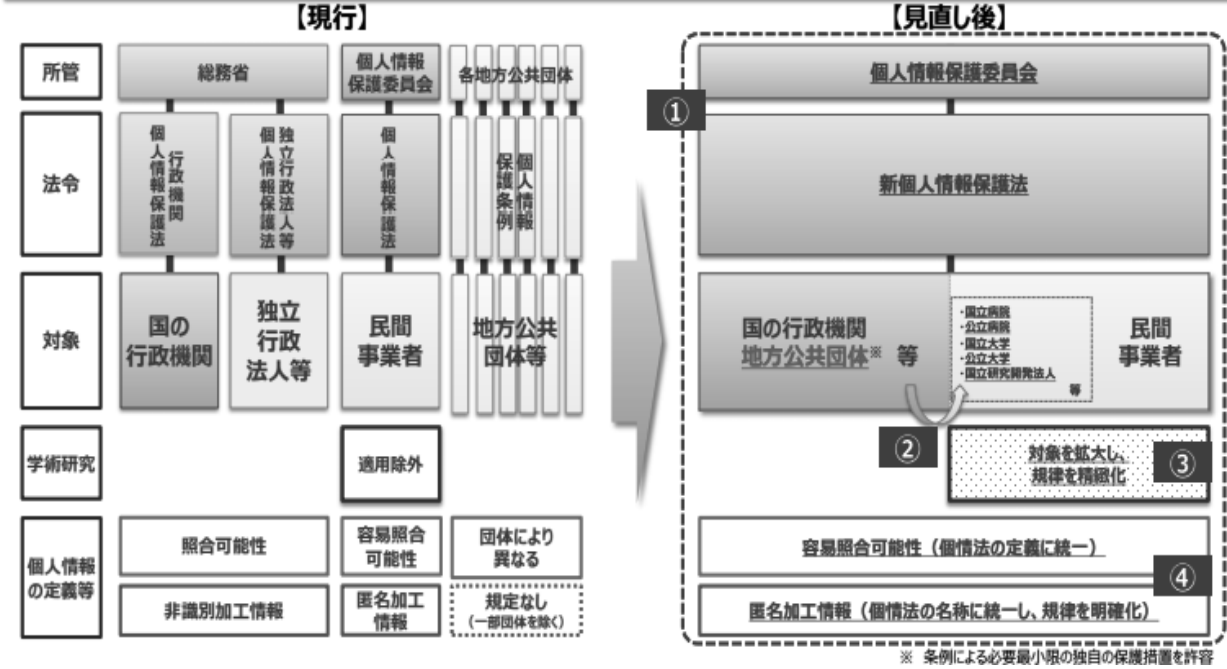 【現行】
【見直し後】
所管
総務省
個人情報
保護委員会
各地方公共団体
法令
行政機関
個人情報保護法
独立行政法人等
個人情報保護法
個人情報保護法
個人情報
保護条例
対象
国の
行政機関
独立
行政
法人等
民間
事業者
地方公共
団体等
学術研究
適用除外
個人情報
の定義等
照合可能性
容易照合
可能性
団体により
異なる
非識別加工情報
匿名加工
情報
規定なし
(一部団体を除く)
①
個人情報保護委員会
新個人情報保護法
国の行政機関
地方公共団体※ 等
・国立病院
・公立病院
・国立大学
・公立大学
・国立研究開発法人
等
民間
事業者
②
対象を拡大し、
規律を精緻化
③
容易照合可能性（個情法の定義に統一）
④
匿名加工情報（個情法の名称に統一し、規律を明確化）
※ 条例による必要最小限の独自の保護措置を許容